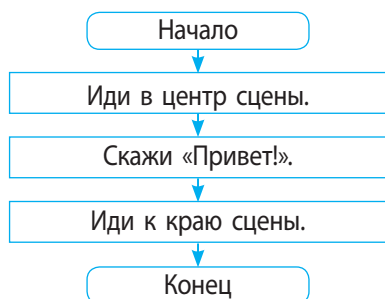 Начало
Иди в центр сцены.
Скажи «Привет!».
Иди к краю сцены.
Конец